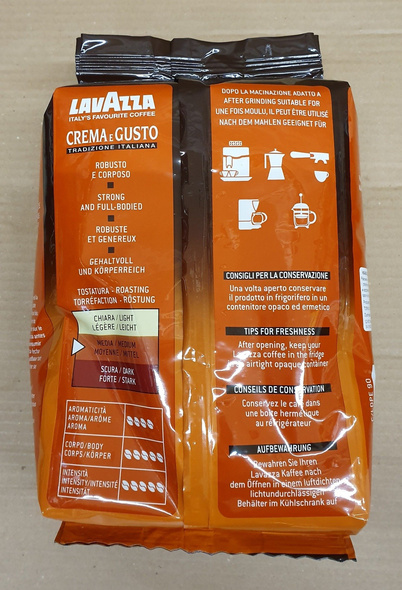 LAVAZZA
ITALY'S FAVOURITE COFFEE
CREMA E GUSTO
TRADIZIONE ITALIANA
ROBUSTO
E CORPOSO
STRONG
AND FULL-BODIED
ROBUSTE
ET GENEREUX
GEHALTVOLL
UND KÖRPERREICH
TOSTATURA - ROASTING
TORRÉFACTION - RÖSTUNG
CHIARA / LIGHT
LÉGÈRE / LEICHT
MEDIA / MEDIUM
MOYENNE / MITTEL
SCURA / DARK
FORTE / STARK
AROMATICITÀ
AROMA/ARÔME
AROMA
CORPO/BODY
CORPS/KÖRPER
INTENSITÀ
INTENSITY/INTENSITÉ
INTENSITÄT
DOPO LA MACINAZIONE ADATTO A
AFTER GRINDING SUITABLE FOR
UNE FOIS MOULU, IL PEUT ÊTRE UTILISÉ
NACH DEM MAHLEN GEEIGNET FÜR
CONSIGLI PER LA CONSERVAZIONE
Una volta aperto conservare
il prodotto in frigorifero in un
contenitore opaco ed ermetico
TIPS FOR FRESHNESS
After opening, keep your
Lavazza coffee in the fridge
in an airtight opaque container
CONSEILS DE CONSERVATION
Conservez le café dans
une boîte hermétique
au réfrigérateur
AUFBEWAHRUNG
Bewahren Sie Ihren
Lavazza Kaffee nach
dem Öffnen in einem luftdichten
lichtundurchlässigen
Behälter im Kühlschrank auf